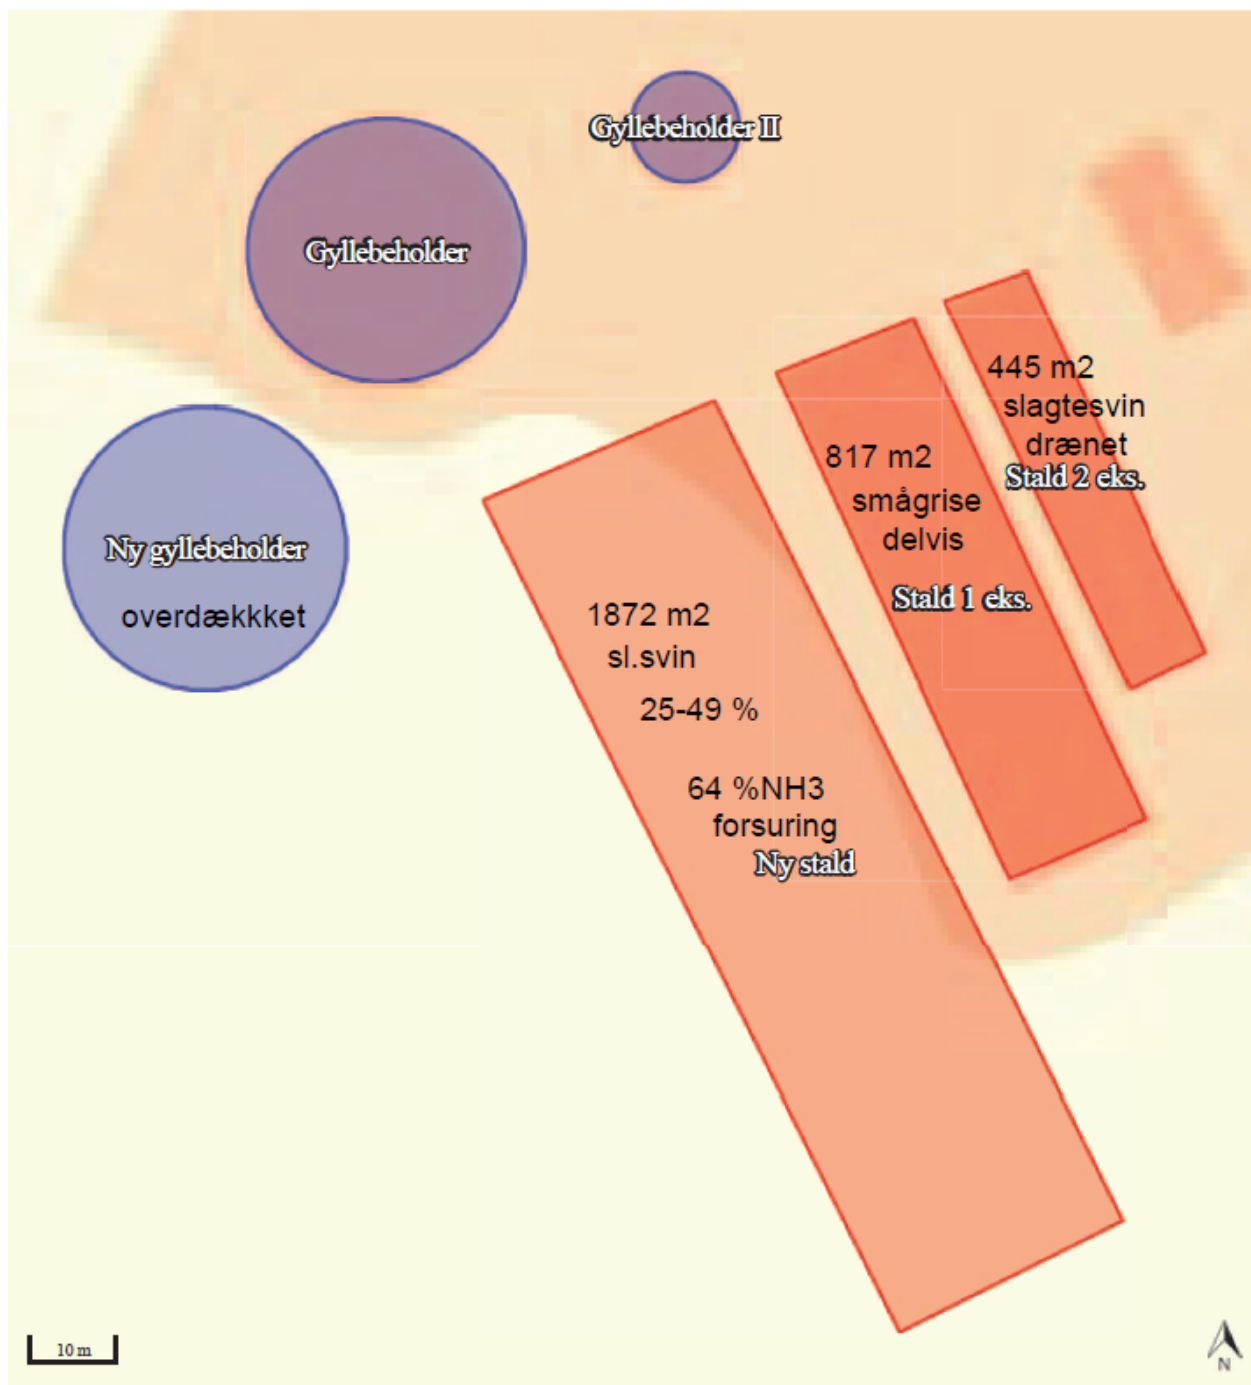 Gyllebeholder II
Gyllebeholder
445 m2
slagtesvin
drænet
Stald 2 eks.
817 m2
smågrise
delvis
Stald 1 eks.
Ny gyllebeholder
overdækkket
1872 m2
sl.svin
25-49 %
64 %NH3
forsuring
Ny stald
10 m
N